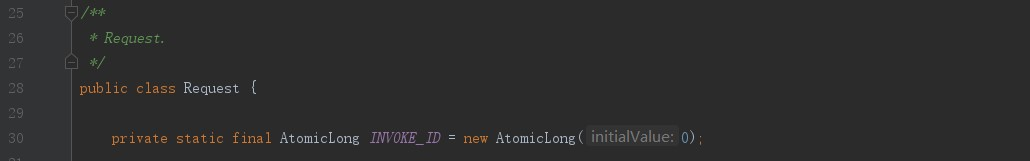 25 /**
26 * Request.
27 */
28 public class Request {
29
30 private static final AtomicLong INVOKE_ID = new AtomicLong( initialValue: 0);